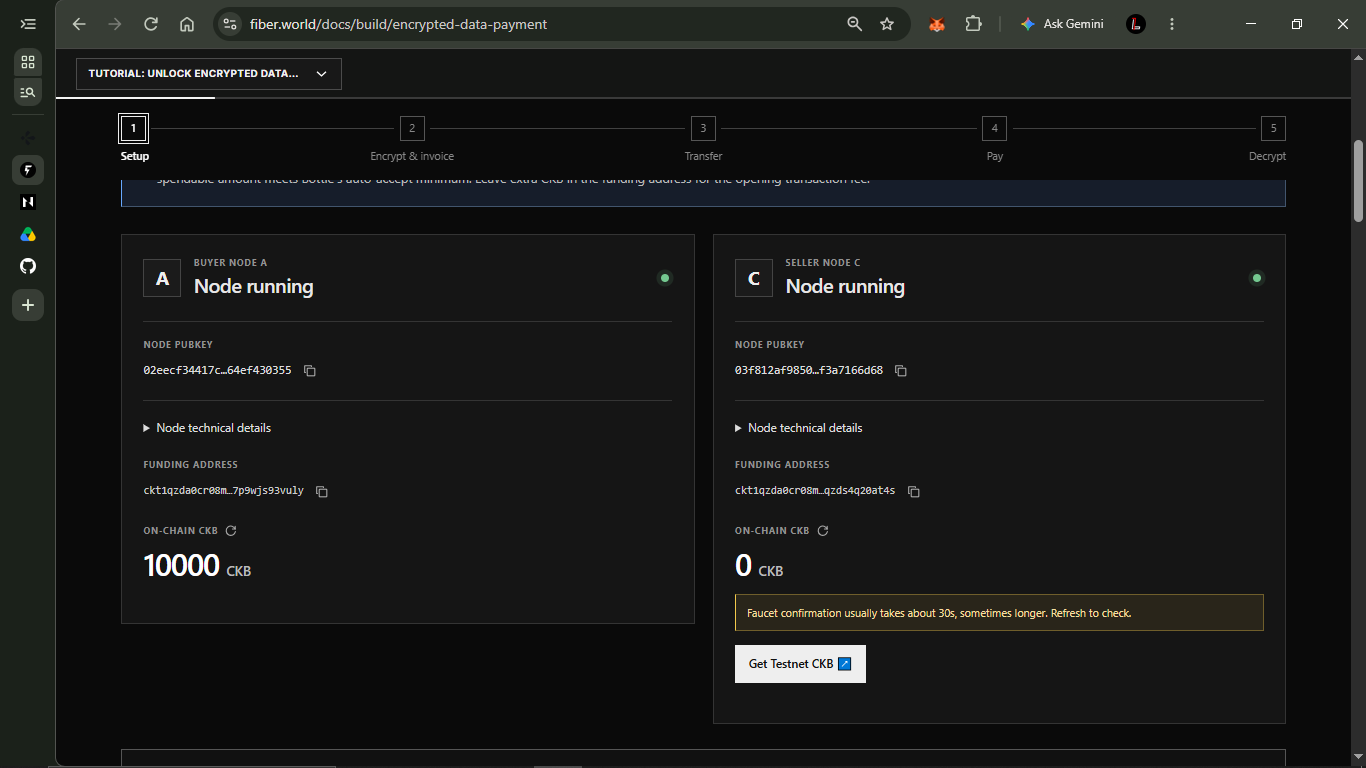 fiber.world/docs/build/encrypted-data-payment
Ask Gemini
TUTORIAL: UNLOCK ENCRYPTED DATA...
1
2
3
4
5
Setup
Encrypt & invoice
Transfer
Pay
Decrypt
spendable amount meets Bottle's auto-accept minimum. Leave extra CKB in the funding address for the opening transaction fee.
A
BUYER NODE A
Node running
NODE PUBKEY
02eecf34417c…64ef430355
Node technical details
FUNDING ADDRESS
ckt1qzda0cr08m…7p9wjs93vuly
ON-CHAIN CKB
10000 CKB
C
SELLER NODE C
Node running
NODE PUBKEY
03f812af9850…f3a7166d68
Node technical details
FUNDING ADDRESS
ckt1qzda0cr08m…qzds4q20at4s
ON-CHAIN CKB
0 CKB
Faucet confirmation usually takes about 30s, sometimes longer. Refresh to check.
Get Testnet CKB